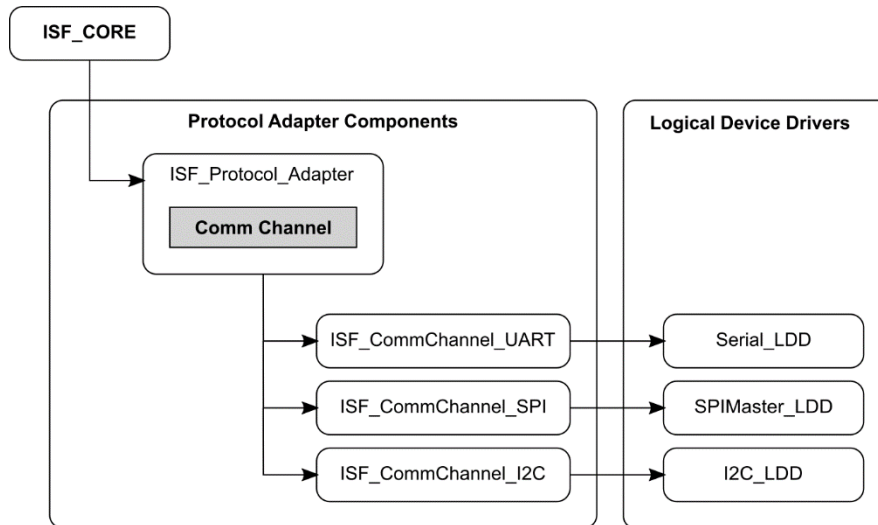 ISF_CORE
Protocol Adapter Components
Logical Device Drivers
ISF_Protocol_Adapter
Comm Channel
ISF_CommChannel_UART
Serial_LDD
ISF_CommChannel_SPI
SPIMaster_LDD
ISF_CommChannel_I2C
I2C_LDD